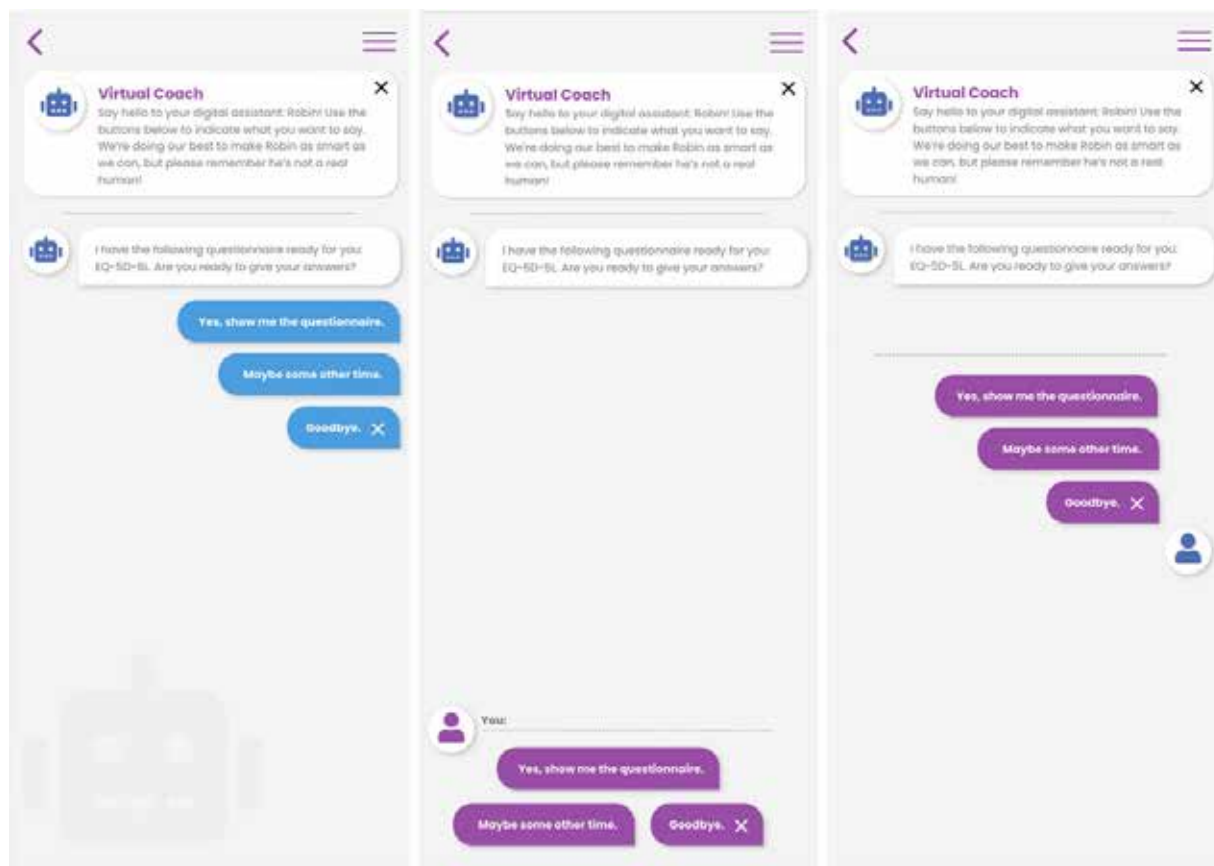 Virtual Coach
Say hello to your digital assistant: Robin! Use the
buttons below to indicate what you want to say.
We're doing our best to make Robin as smart as
we can, but please remember he's not a real
human!
I have the following questionnaire ready for you:
EQ-5D-5L. Are you ready to give your answers?
Yes, show me the questionnaire.
Maybe some other time.
Goodbye.
Virtual Coach
Say hello to your digital assistant: Robin! Use the
buttons below to indicate what you want to say.
We're doing our best to make Robin as smart as
we can, but please remember he's not a real
human!
I have the following questionnaire ready for you:
EQ-5D-5L. Are you ready to give your answers?
You:
Yes, show me the questionnaire.
Maybe some other time.
Goodbye.
Virtual Coach
Say hello to your digital assistant: Robin! Use the
buttons below to indicate what you want to say.
We're doing our best to make Robin as smart as
we can, but please remember he's not a real
human!
I have the following questionnaire ready for you:
EQ-5D-5L. Are you ready to give your answers?
Yes, show me the questionnaire.
Maybe some other time.
Goodbye.